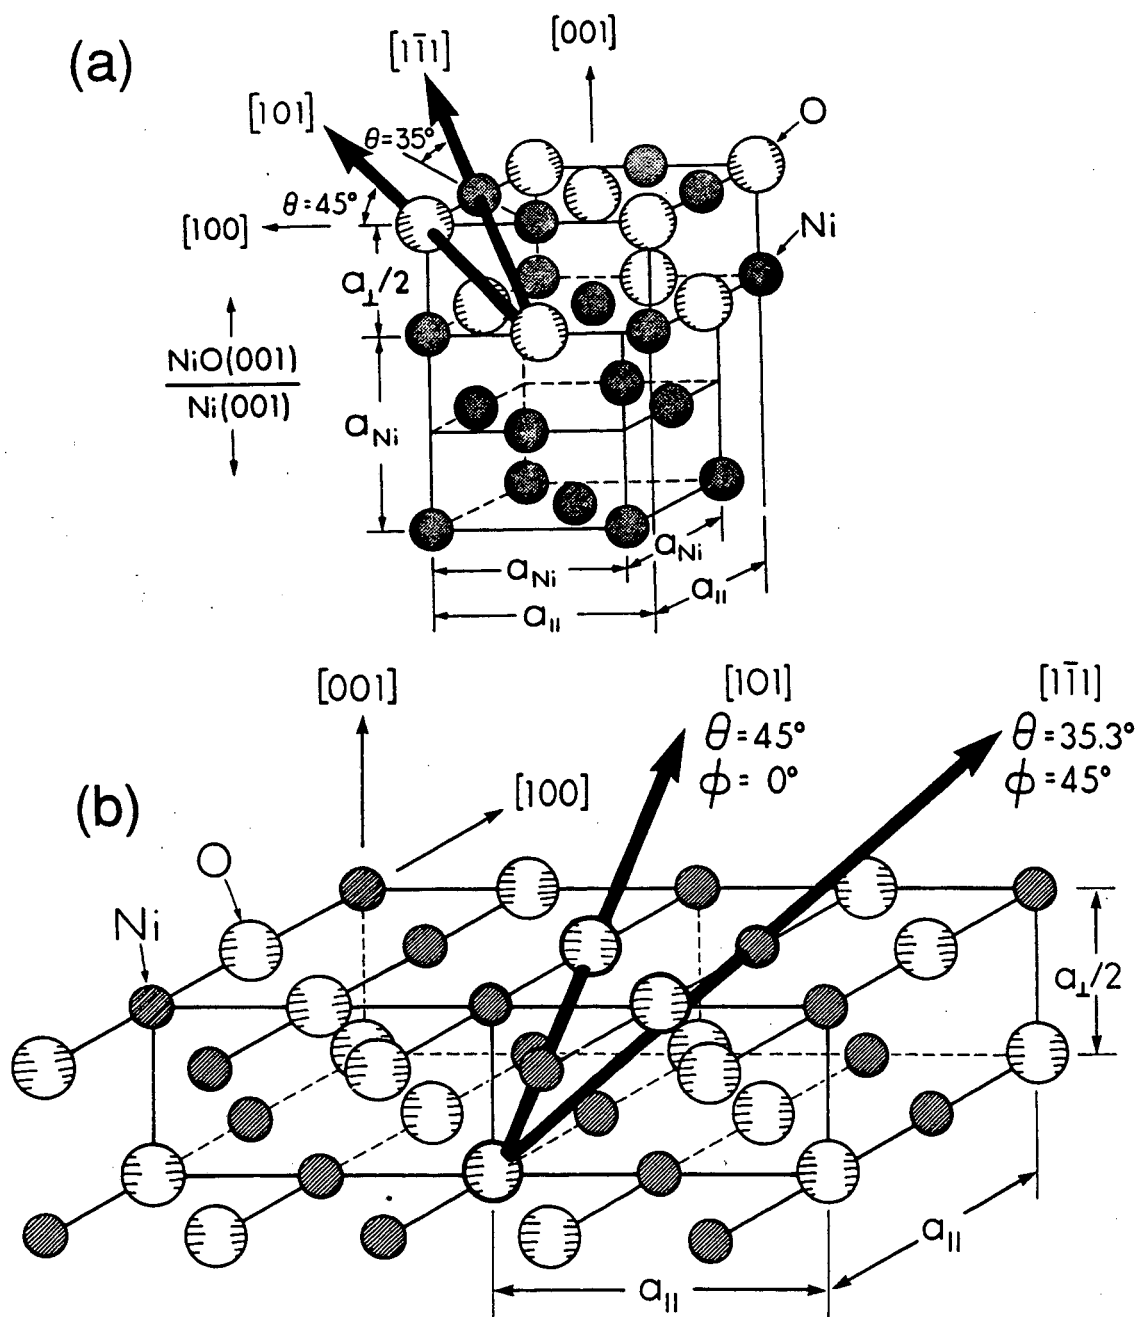 (a)
[001]
[11̅1]
[101]
θ=35°
O
θ=45°
[100]
Ni
a⊥/2
NiO(001)
Ni(001)
aNi
aNi
aNi
a||
a||
[001]
[101]
θ=45°
ϕ=0°
[11̅1]
θ=35.3°
ϕ=45°
(b)
[100]
O
Ni
a⊥/2
a||
a||